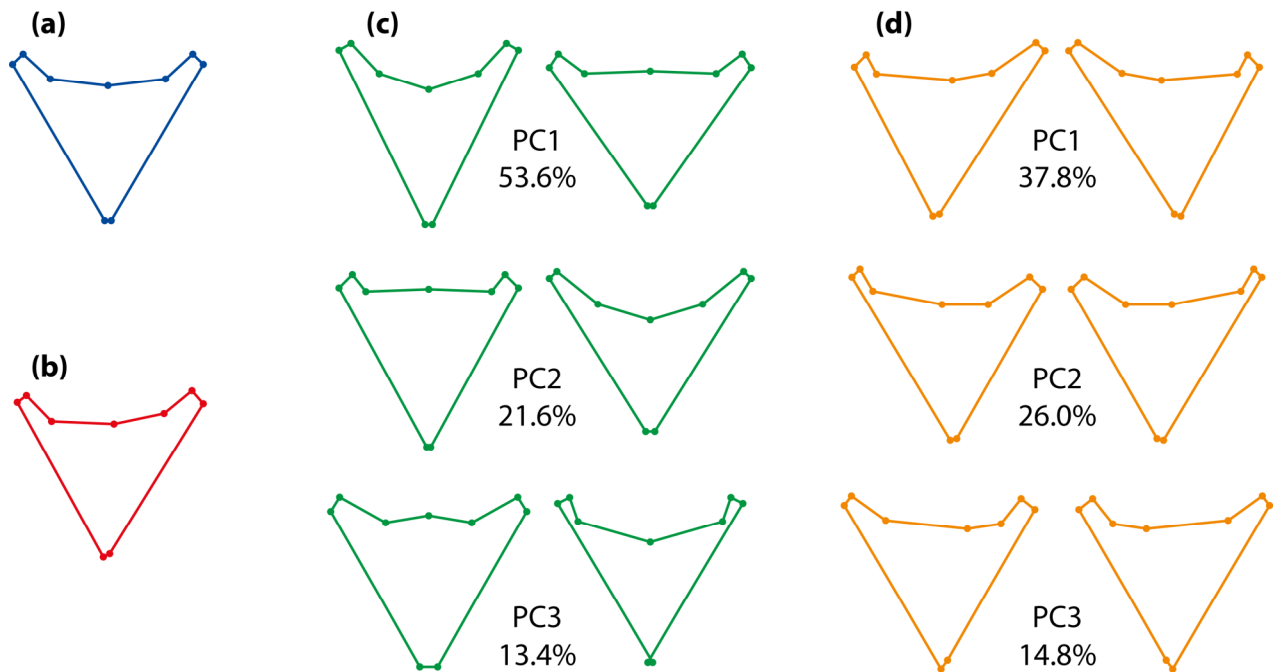 (a)
(c)
(d)
PC1
53.6%
PC1
37.8%
(b)
PC2
21.6%
PC2
26.0%
PC3
13.4%
PC3
14.8%